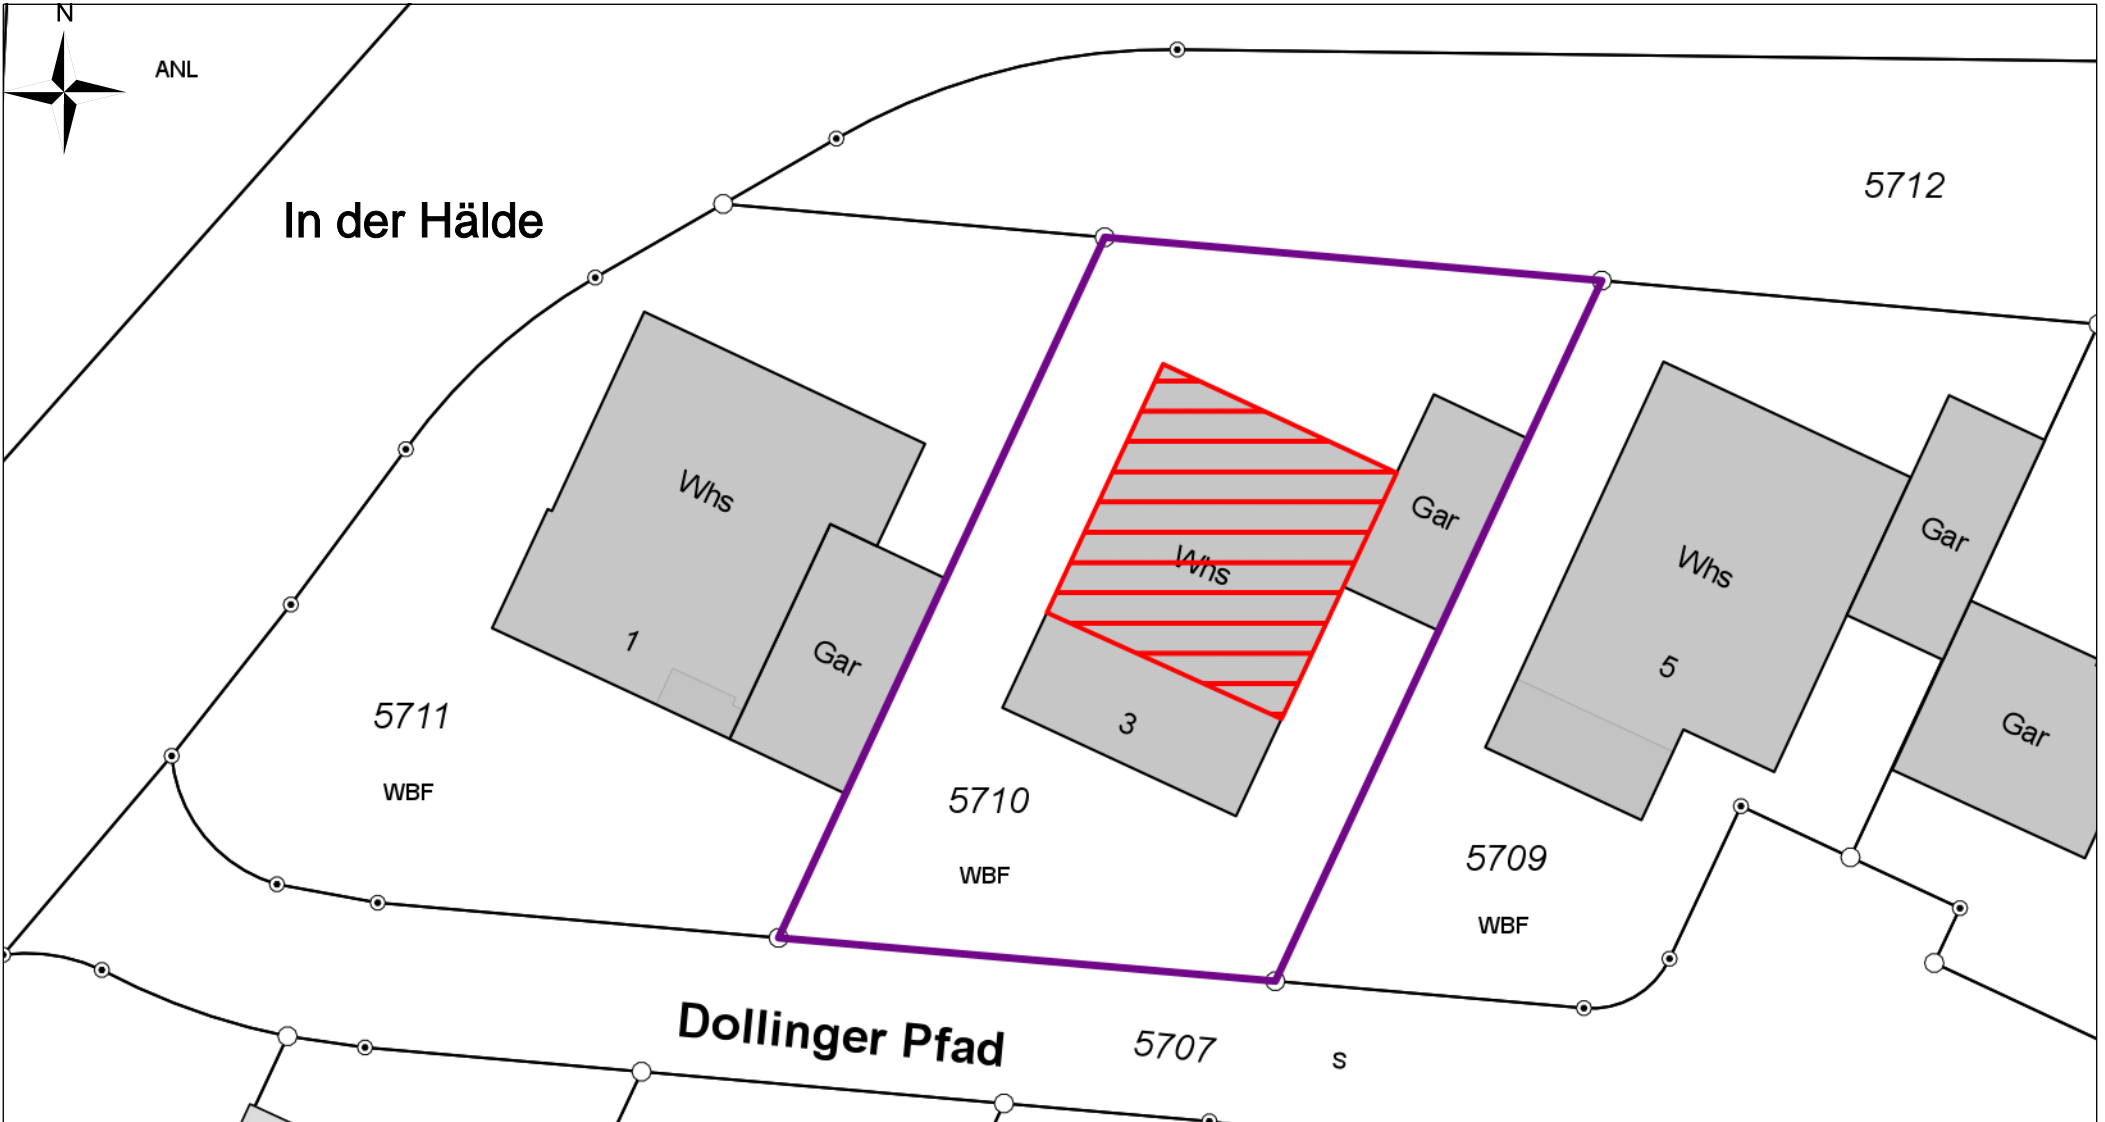 N
ANL
5712
In der Hälde
Whs
Gar
Gar
Whs
Whs
1
Gar
5
5711
3
Gar
WBF
5710
WBF
5709
WBF
Dollinger Pfad
5707
s